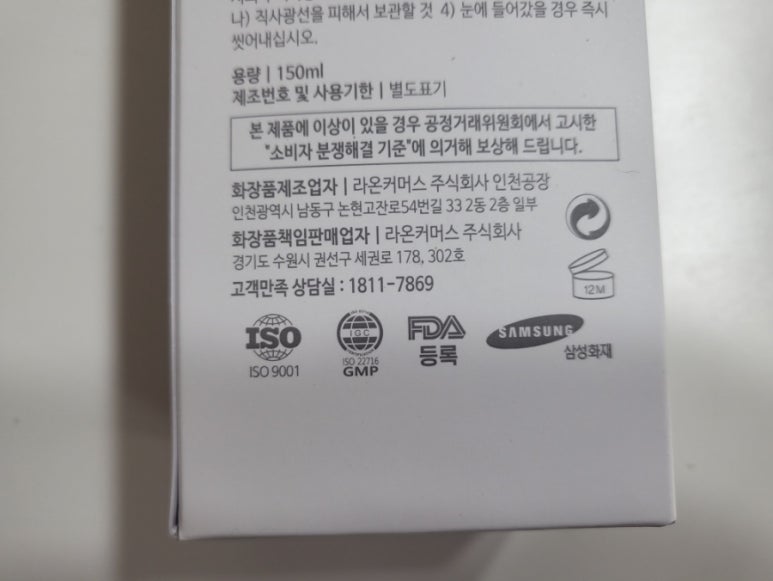 나) 직사광선을 피해서 보관할 것 4) 눈에 들어갔을 경우 즉시
씻어내십시오.
용량 | 150ml
제조번호 및 사용기한 | 별도표기
본 제품에 이상이 있을 경우 공정거래위원회에서 고시한
"소비자 분쟁해결 기준"에 의거해 보상해 드립니다.
화장품제조업자 | 라온커머스 주식회사 인천공장
인천광역시 남동구 논현고잔로54번길 33 2동 2층 일부
화장품책임판매업자 | 라온커머스 주식회사
경기도 수원시 권선구 세권로 178, 302호
12M
고객만족 상담실 : 1811-7869
ISO
ISO 9001
IGC
ISO 22716
GMP
FDA
등록
SAMSUNG
삼성화재